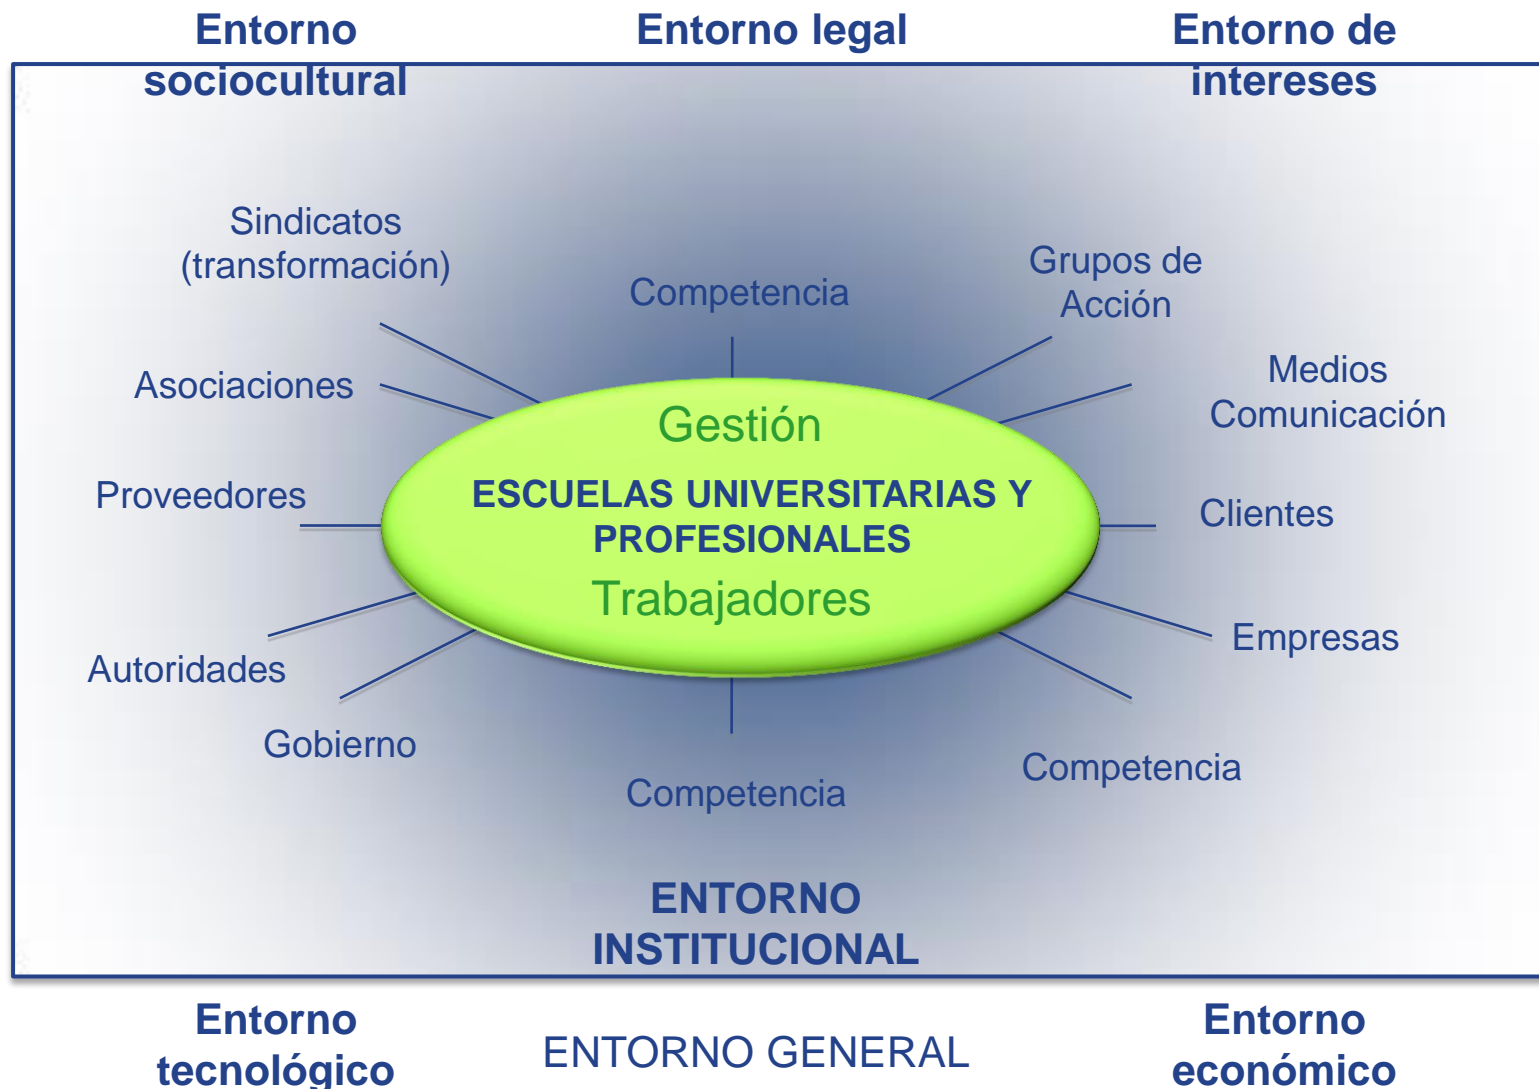 Entorno
sociocultural
Entorno legal
Entorno de
intereses
Sindicatos
(transformación)
Competencia
Grupos de
Acción
Asociaciones
Medios
Comunicación
Gestión
Proveedores
ESCUELAS UNIVERSITARIAS Y
PROFESIONALES
Clientes
Trabajadores
Autoridades
Empresas
Gobierno
Competencia
Competencia
ENTORNO
INSTITUCIONAL
Entorno
tecnológico
ENTORNO GENERAL
Entorno
económico